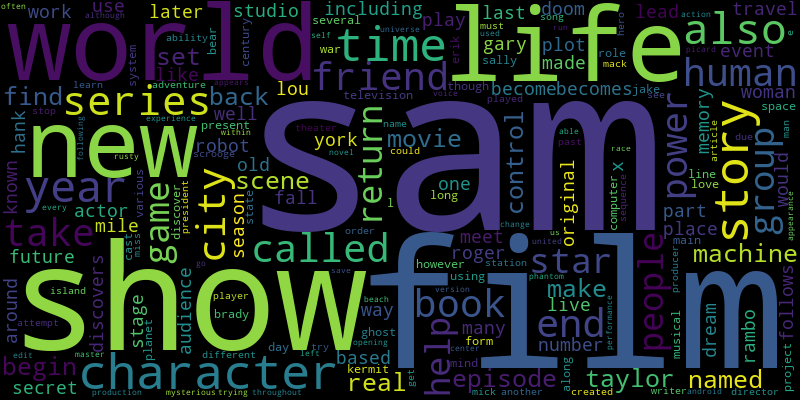 often
work
use
studio
including
several
last
doom
lead
travel
although
later
play
song
hero
action
world
life
also
e
ability
century
bear
self
war
gary
plot
must
used
run
universe
picard
set
time
erik
made
event
human
system
like
friend
sally
role
mack
appears
find
series
back
lou
television
though
becomebecomes
jake
see
woman
learn
adventure
played
voice
memory
space
hank
stop
well
theater
name
able
race
article
experience
new
sam
within
york
movie
control
past
due
man
present
robot
could
power
following
rusty
scrooge
novel
x
line
love
would
known
year
old
scene
return
one
long
original
computer
sequence
story
group
appearance
various
discover
president
game
city
season
fall
state
l
actor
part
take
mile
cast
miss
every
called
order
meet
change
us
united
place
main
machine
future
go
roger
however
star
people
producer
show
film
stage
audience
save
using
station
phantom
make
follows
around
discovers
island
player
beach
book
version
live
planet
brady
way
help
ghost
opening
many
end
performance
musical
dream
rambo
attempt
master
different
day
try
left
based
form
center
number
begin
edit
character
kermit
real
get
mind
episode
along
taylor
named
project
secret
production
mysterious
trying
throughout
mick
another
created
writer
android
director